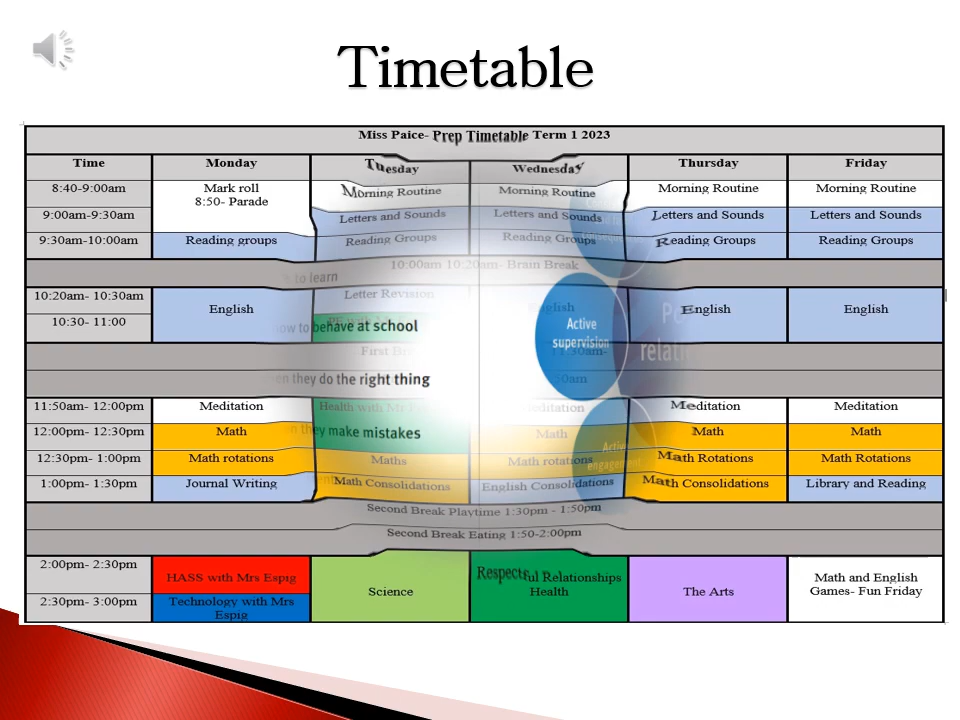 Timetable
Miss Paice- Prep Timetable Term 1 2023
Time Monday Tuesday Wednesday Thursday Friday
8:40-9:00am Mark roll Morning Routine Morning Routine Morning Routine Morning Routine
8:50- Parade
9:00am-9:30am Letters and Sounds Letters and Sounds Letters and Sounds Letters and Sounds
9:30am-10:00am Reading groups Reading Groups Reading Groups Reading Groups Reading Groups
10:00am 10:20am- Brain Break
to learn
10:20am- 10:30am Letter Revision
English English English English
10:30- 11:00 to behave at school
Active
supervision
First
11:30am-
they do the right thing
50am
11:50am- 12:00pm Meditation Health with Meditation Meditation Meditation
12:00pm- 12:30pm Math they make mistakes Math Math Math
Active
engagement
12:30pm- 1:00pm Math rotations Maths Math rotations Math Rotations Math Rotations
1:00pm- 1:30pm Journal Writing Math Consolidations English Consolidations Math Consolidations Library and Reading
Second Break Playtime 1:30pm - 1:50pm
Second Break Eating 1:50-2:00pm
2:00pm- 2:30pm HASS with Mrs Espig Science Respectful Relationships The Arts Math and English
Health Games- Fun Friday
2:30pm- 3:00pm Technology with Mrs
Espig